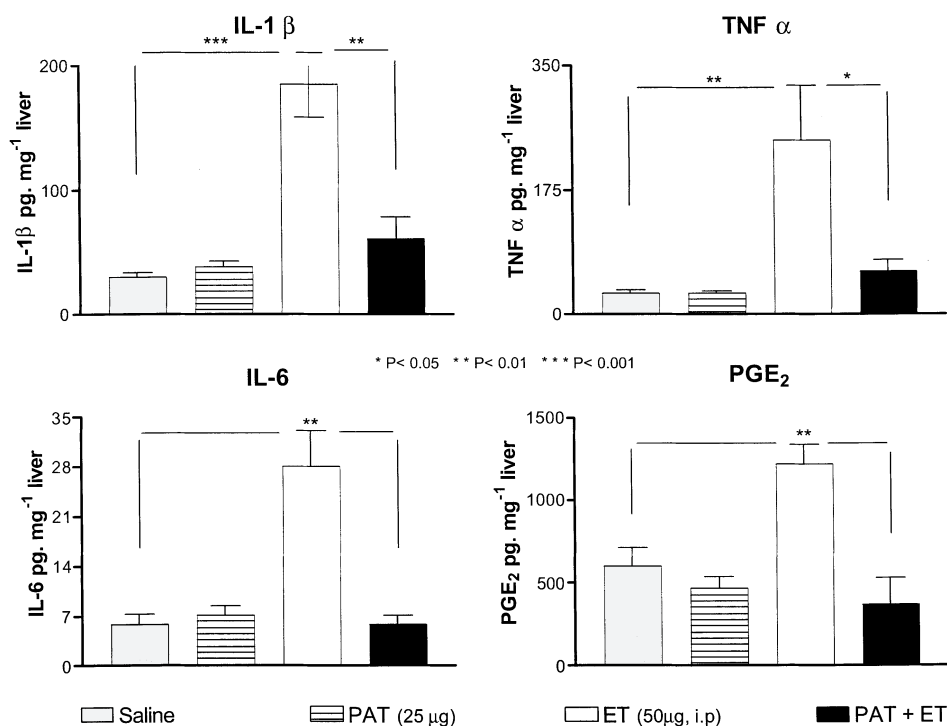 IL-1 β
*** **
200
100
0
IL-1β pg. mg⁻¹ liver
TNF α
** *
350
175
0
TNF α pg. mg⁻¹ liver
* P< 0.05 ** P< 0.01 *** P< 0.001
IL-6
**
35
28
21
14
7
0
IL-6 pg. mg⁻¹ liver
PGE₂
**
1500
1000
500
0
PGE₂ pg. mg⁻¹ liver
Saline PAT (25 μg) ET (50μg, i.p) PAT + ET